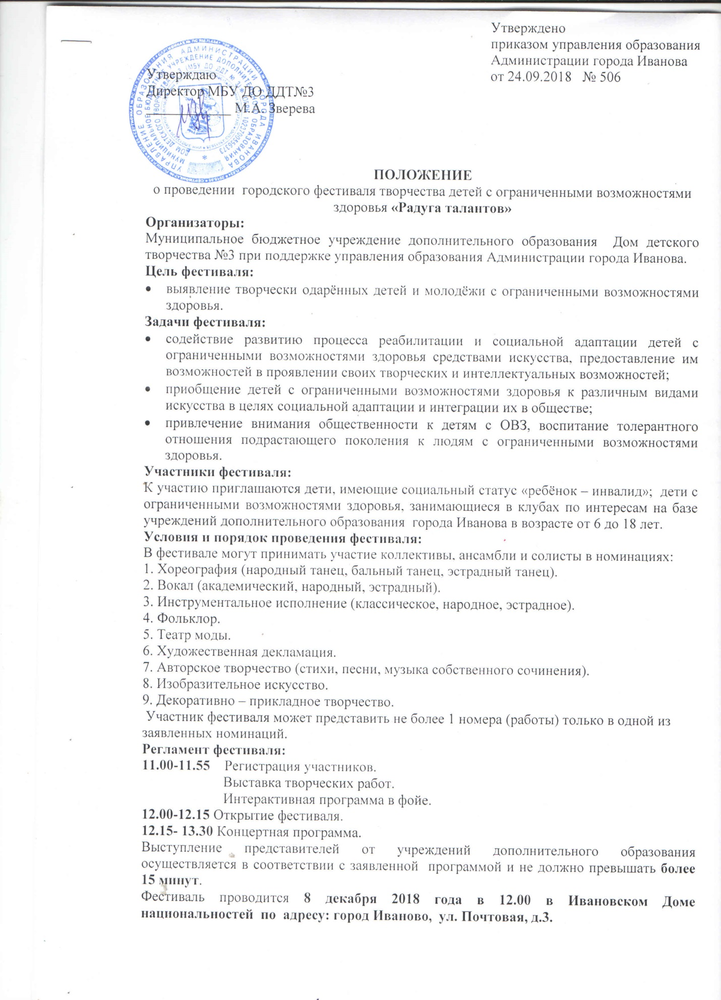 Утверждено
приказом управления образования
Администрации города Иванова
от 24.09.2018 № 506
Утверждаю
Директор МБУ ДО ДДТ№3
____________ М.А. Зверева
УПРАВЛЕНИЕ ОБРАЗОВАНИЯ АДМИНИСТРАЦИИ ГОРОДА ИВАНОВА
МУНИЦИПАЛЬНОЕ БЮДЖЕТНОЕ УЧРЕЖДЕНИЕ ДОПОЛНИТЕЛЬНОГО ОБРАЗОВАНИЯ
ДОМ ДЕТСКОГО ТВОРЧЕСТВА № 3 (МБУ ДО ДДТ № 3) * ОГРН 1023700556373
ПОЛОЖЕНИЕ
о проведении городского фестиваля творчества детей с ограниченными возможностями
здоровья «Радуга талантов»
Организаторы:
Муниципальное бюджетное учреждение дополнительного образования Дом детского
творчества №3 при поддержке управления образования Администрации города Иванова.
Цель фестиваля:
• выявление творчески одарённых детей и молодёжи с ограниченными возможностями
здоровья.
Задачи фестиваля:
• содействие развитию процесса реабилитации и социальной адаптации детей с
ограниченными возможностями здоровья средствами искусства, предоставление им
возможностей в проявлении своих творческих и интеллектуальных возможностей;
• приобщение детей с ограниченными возможностями здоровья к различным видами
искусства в целях социальной адаптации и интеграции их в обществе;
• привлечение внимания общественности к детям с ОВЗ, воспитание толерантного
отношения подрастающего поколения к людям с ограниченными возможностями
здоровья.
Участники фестиваля:
К участию приглашаются дети, имеющие социальный статус «ребёнок – инвалид»; дети с
ограниченными возможностями здоровья, занимающиеся в клубах по интересам на базе
учреждений дополнительного образования города Иванова в возрасте от 6 до 18 лет.
Условия и порядок проведения фестиваля:
В фестивале могут принимать участие коллективы, ансамбли и солисты в номинациях:
1. Хореография (народный танец, бальный танец, эстрадный танец).
2. Вокал (академический, народный, эстрадный).
3. Инструментальное исполнение (классическое, народное, эстрадное).
4. Фольклор.
5. Театр моды.
6. Художественная декламация.
7. Авторское творчество (стихи, песни, музыка собственного сочинения).
8. Изобразительное искусство.
9. Декоративно – прикладное творчество.
Участник фестиваля может представить не более 1 номера (работы) только в одной из
заявленных номинаций.
Регламент фестиваля:
11.00-11.55 Регистрация участников.
Выставка творческих работ.
Интерактивная программа в фойе.
12.00-12.15 Открытие фестиваля.
12.15- 13.30 Концертная программа.
Выступление представителей от учреждений дополнительного образования
осуществляется в соответствии с заявленной программой и не должно превышать более
15 минут.
Фестиваль проводится 8 декабря 2018 года в 12.00 в Ивановском Доме
национальностей по адресу: город Иваново, ул. Почтовая, д.3.